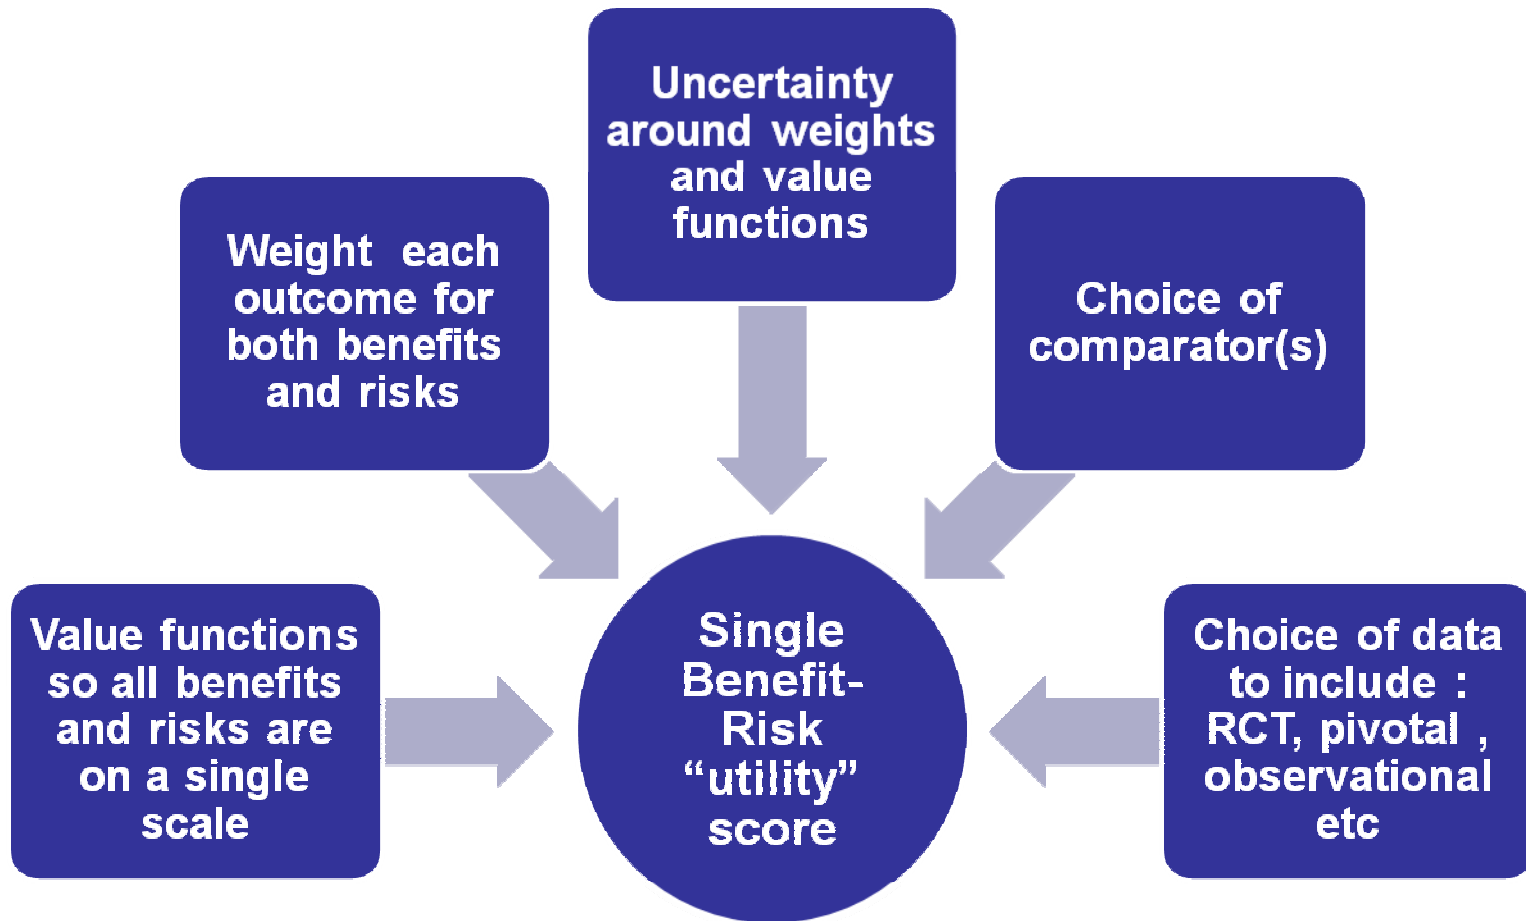 Uncertainty
around weights
and value
functions
Weight each
outcome for
both benefits
and risks
Choice of
comparator(s)
Value functions
so all benefits
and risks are
on a single
scale
Single
Benefit-
Risk
“utility”
score
Choice of data
to include :
RCT, pivotal ,
observational
etc